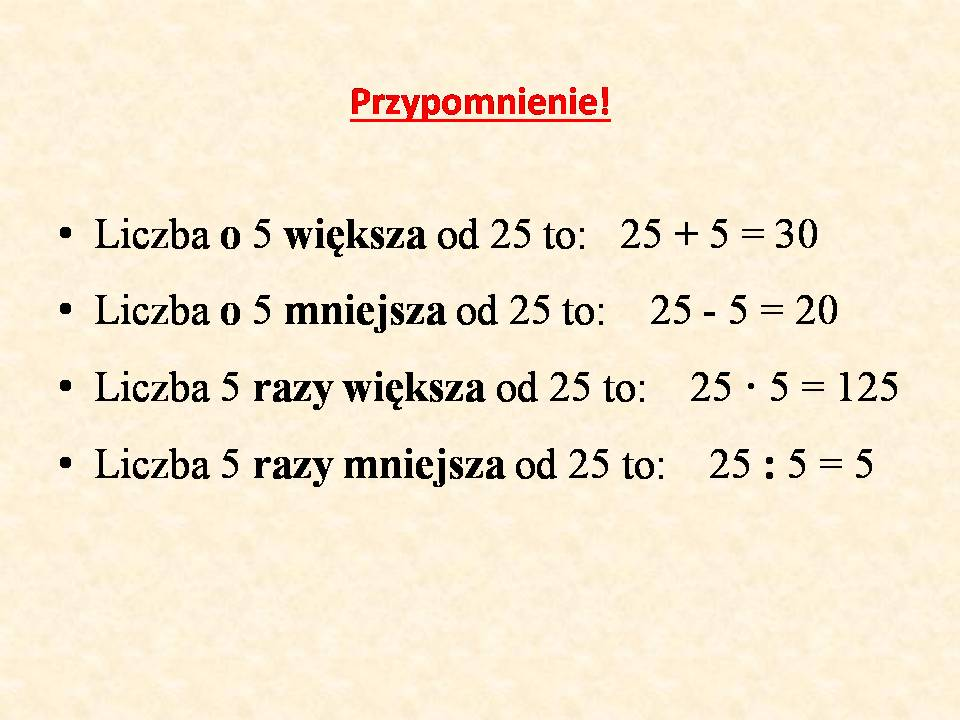 Przypomnienie!
• Liczba o 5 większa od 25 to: 25 + 5 = 30
• Liczba o 5 mniejsza od 25 to: 25 - 5 = 20
• Liczba 5 razy większa od 25 to: 25 · 5 = 125
• Liczba 5 razy mniejsza od 25 to: 25 : 5 = 5